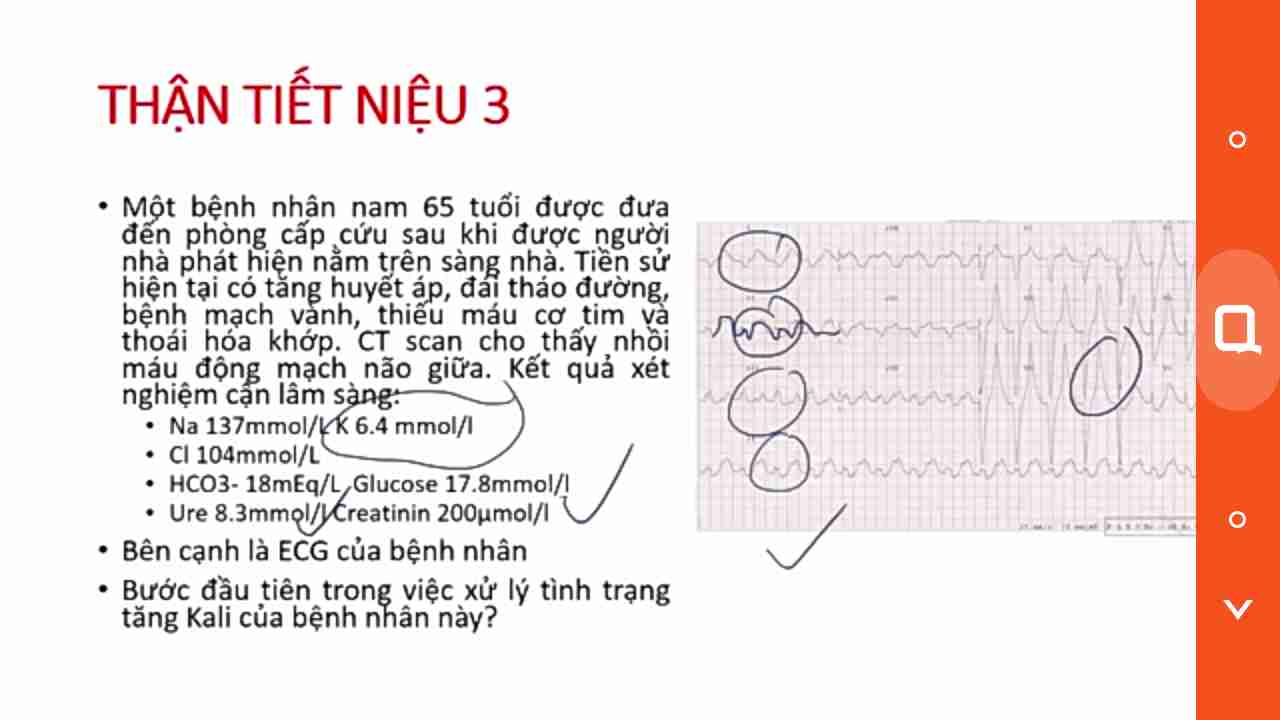 THẬN TIẾT NIỆU 3
• Một bệnh nhân nam 65 tuổi được đưa
đến phòng cấp cứu sau khi được người
nhà phát hiện nằm trên sàng nhà. Tiền sử
hiện tại có tăng huyết áp, đái tháo đường,
bệnh mạch vành, thiếu máu cơ tim và
thoái hóa khớp. CT scan cho thấy nhồi
máu động mạch não giữa. Kết quả xét
nghiệm cận lâm sàng:
• Na 137mmol/L K 6.4 mmol/l
• Cl 104mmol/L
• HCO3- 18mEq/L Glucose 17.8mmol/l
• Ure 8.3mmol/l Creatinin 200µmol/l
• Bên cạnh là ECG của bệnh nhân
• Bước đầu tiên trong việc xử lý tình trạng
tăng Kali của bệnh nhân này?